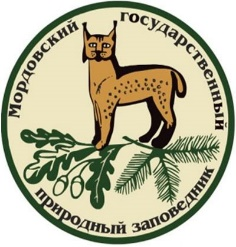 Мордовский государственный
природный заповедник